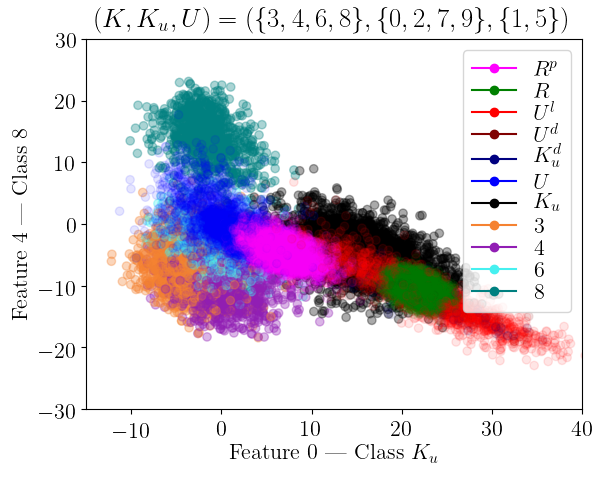 (K, K_u, U) = ({3, 4, 6, 8}, {0, 2, 7, 9}, {1, 5})
30
20
10
0
−10
−20
−30
Feature 4 — Class 8
R^p
R
U^l
U^d
K_u^d
U
K_u
3
4
6
8
−10
0
10
20
30
40
Feature 0 — Class K_u